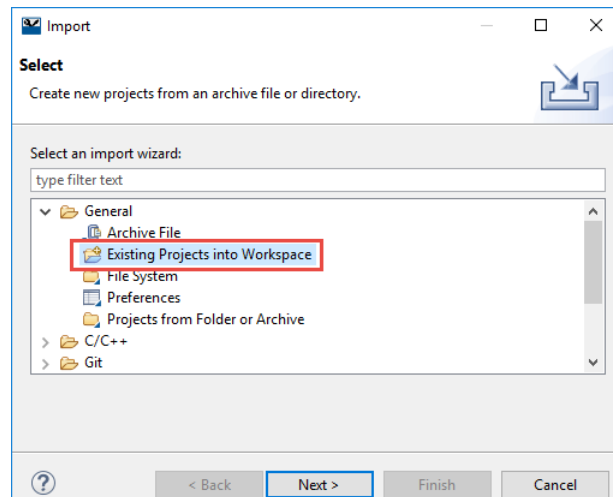 Import
Select
Create new projects from an archive file or directory.
Select an import wizard:
type filter text
General
Archive File
Existing Projects into Workspace
File System
Preferences
Projects from Folder or Archive
C/C++
Git
?
< Back
Next >
Finish
Cancel